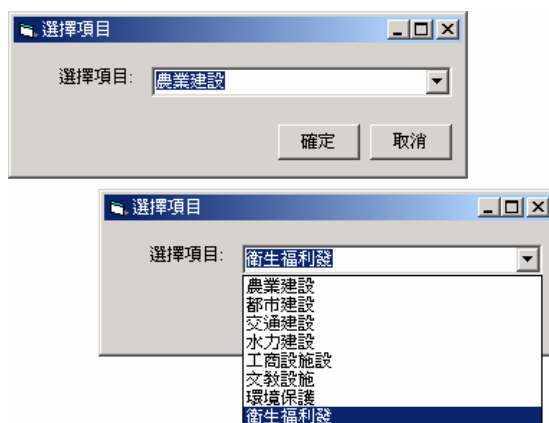 選擇項目
選擇項目:
農業建設
確定
取消
選擇項目
選擇項目:
衛生福利發
農業建設
都市建設
交通建設
水力建設
工商設施設
文教設施
環境保護
衛生福利發